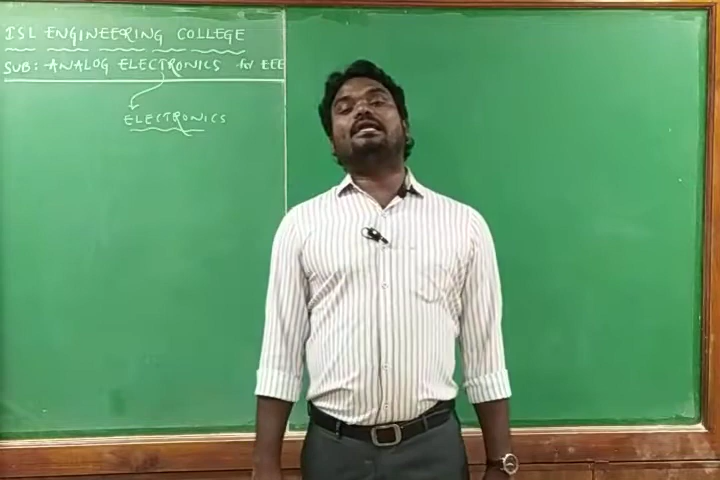 ISL ENGINEERING COLLEGE
SUB: ANALOG ELECTRONICS for EEE
ELECTRONICS